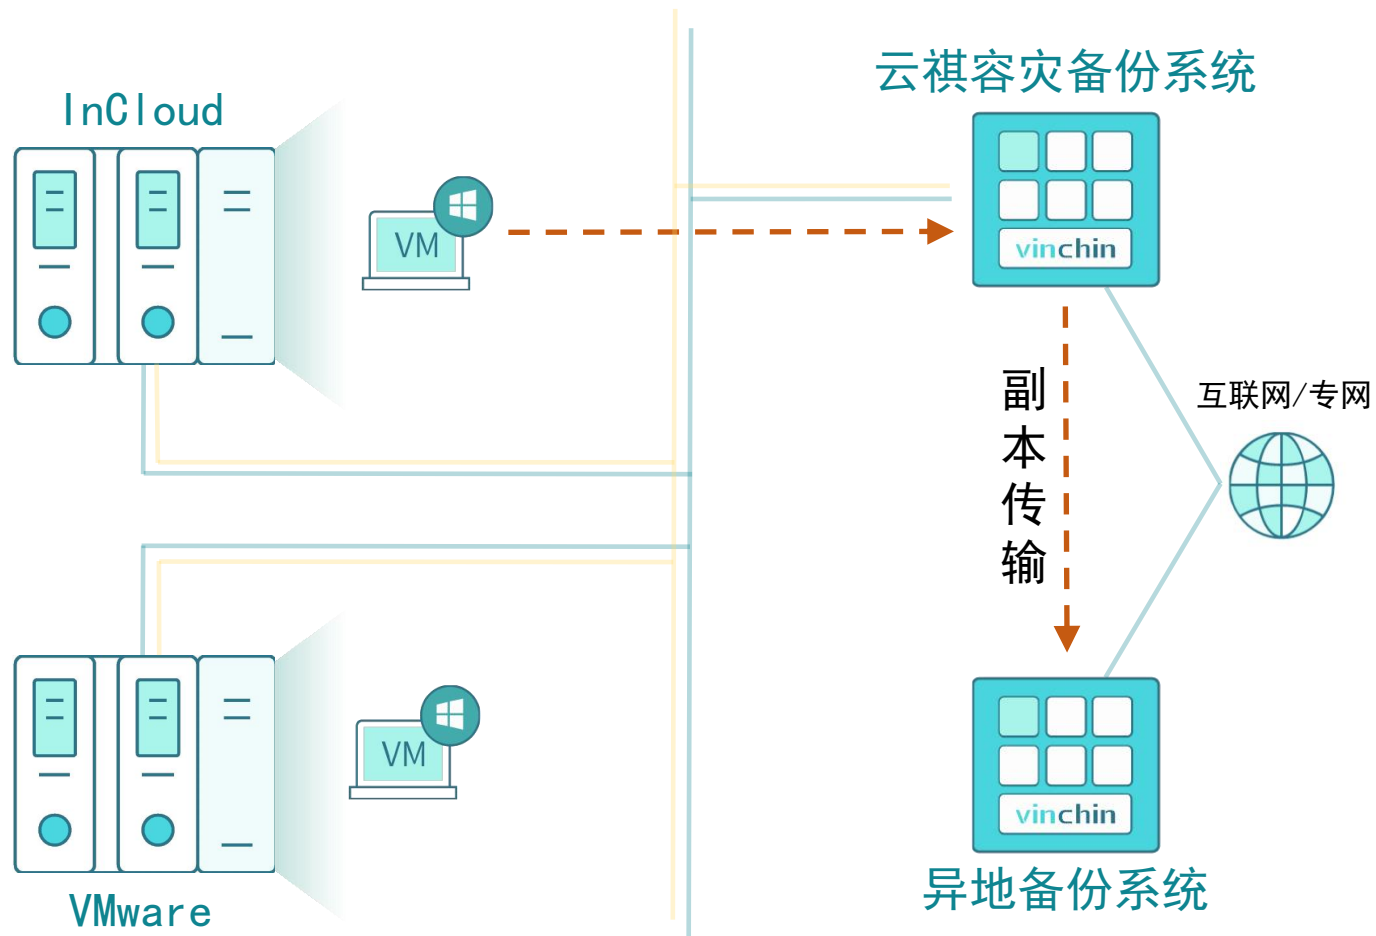 云祺容灾备份系统
InCloud
VM
vinchin
副
本
传
输
互联网/专网
VM
vinchin
异地备份系统
VMware